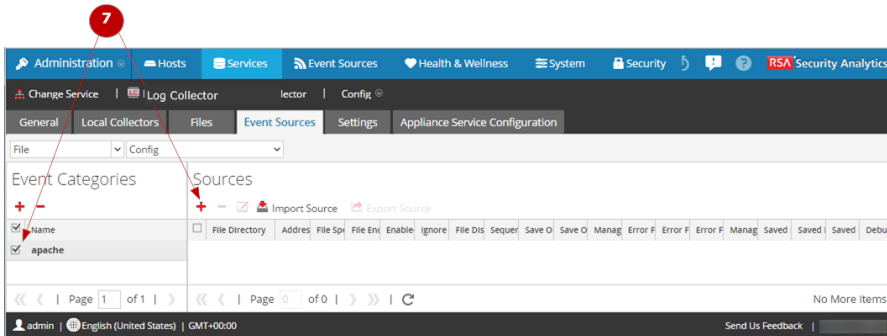 7
Administration Hosts Services Event Sources Health & Wellness System Security RSA Security Analytics
Change Service | Log Collector lector | Config
General Local Collectors Files Event Sources Settings Appliance Service Configuration
File Config
Event Categories Sources
+ − + − Import Source Export Source
Name File Directory Addres File Spe File Enc Enable Ignore File Dis Sequer Save O Save O Manag Error F Error F Error F Manag Saved Saved Saved Debu
apache
<< < | Page 1 of 1 | > << < | Page 0 of 0 | > >> | No More Items
admin | English (United States) | GMT+00:00 Send Us Feedback |